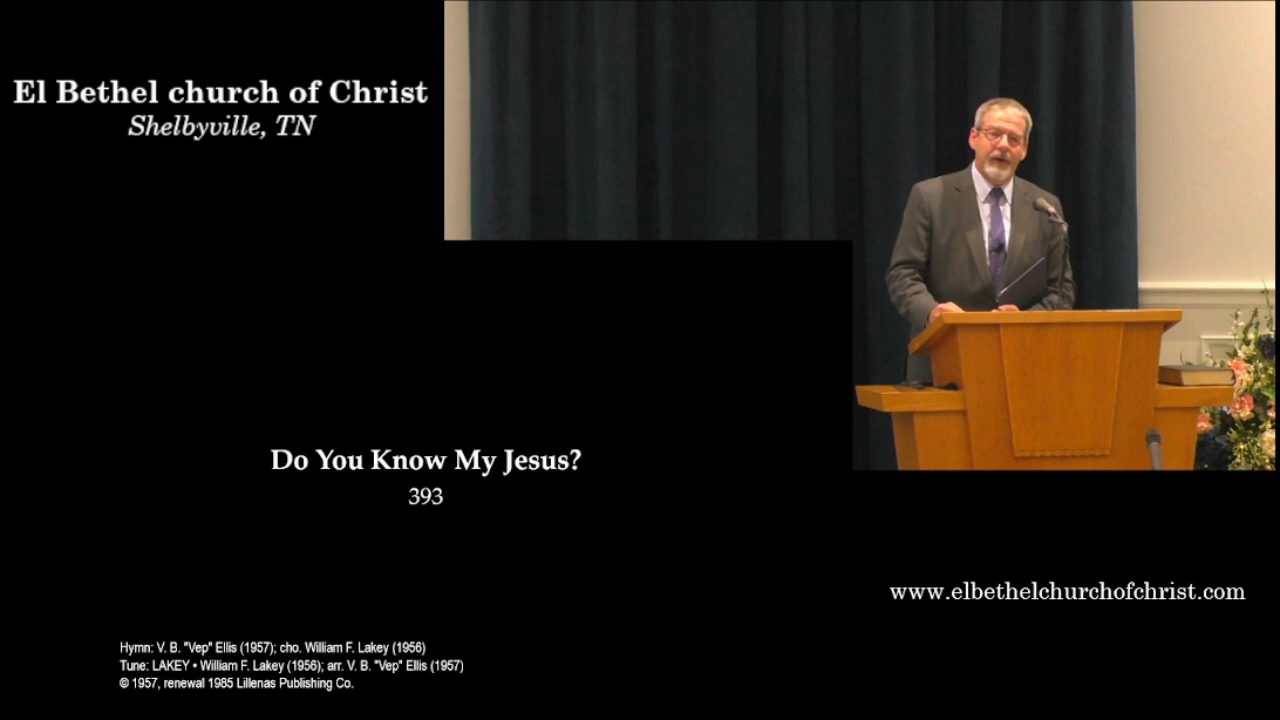 El Bethel church of Christ
Shelbyville, TN
Do You Know My Jesus?
393
www.elbethelchurchofchrist.com
Hymn: V. B. "Vep" Ellis (1957); cho. William F. Lakey (1956)
Tune: LAKEY • William F. Lakey (1956); arr. V. B. "Vep" Ellis (1957)
© 1957, renewal 1985 Lillenas Publishing Co.